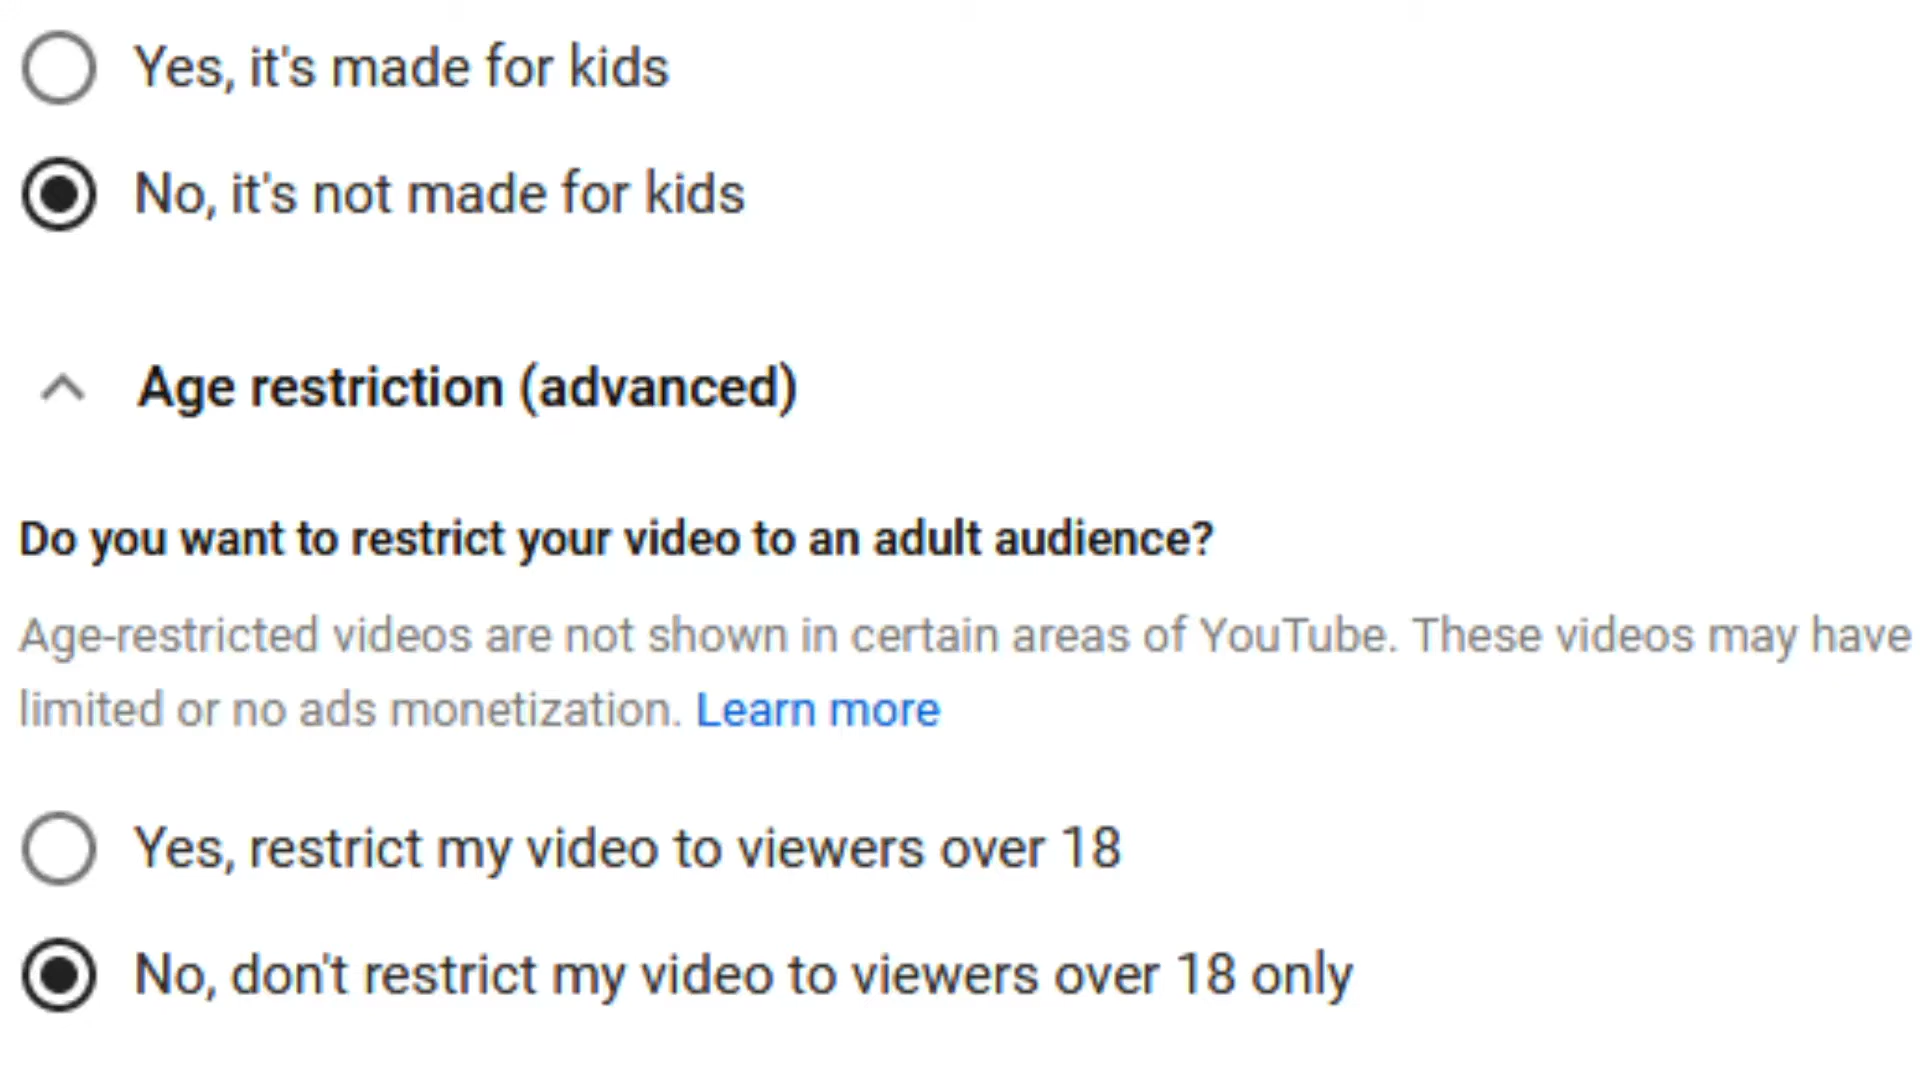 Yes, it's made for kids
No, it's not made for kids
Age restriction (advanced)
Do you want to restrict your video to an adult audience?
Age-restricted videos are not shown in certain areas of YouTube. These videos may have
limited or no ads monetization. Learn more
Yes, restrict my video to viewers over 18
No, don't restrict my video to viewers over 18 only